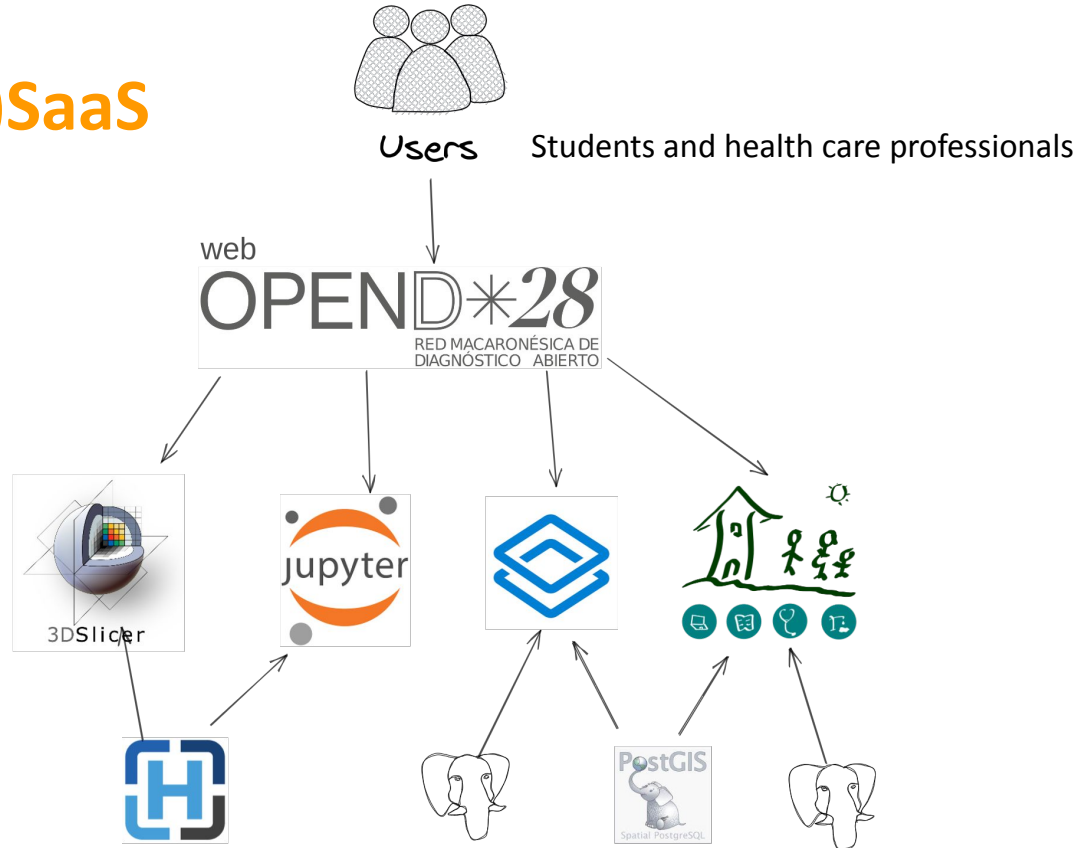 SaaS
Users
Students and health care professionals
web
OPEND*28
RED MACARONÉSICA DE
DIAGNÓSTICO ABIERTO
jupyter
3DSlicer
H
PostGIS
Spatial PostgreSQL